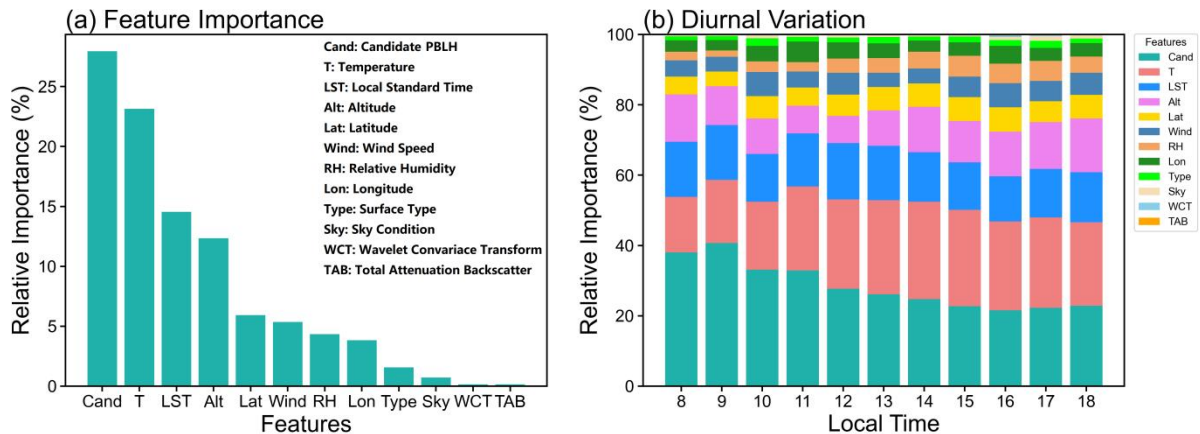 (a) Feature Importance
Relative Importance (%)
25
20
15
10
5
0
Cand: Candidate PBLH
T: Temperature
LST: Local Standard Time
Alt: Altitude
Lat: Latitude
Wind: Wind Speed
RH: Relative Humidity
Lon: Longitude
Type: Surface Type
Sky: Sky Condition
WCT: Wavelet Convariace Transform
TAB: Total Attenuation Backscatter
Cand T LST Alt Lat Wind RH Lon Type Sky WCT TAB
Features
(b) Diurnal Variation
Relative Importance (%)
100
80
60
40
20
0
8 9 10 11 12 13 14 15 16 17 18
Local Time
Features
Cand
T
LST
Alt
Lat
Wind
RH
Lon
Type
Sky
WCT
TAB